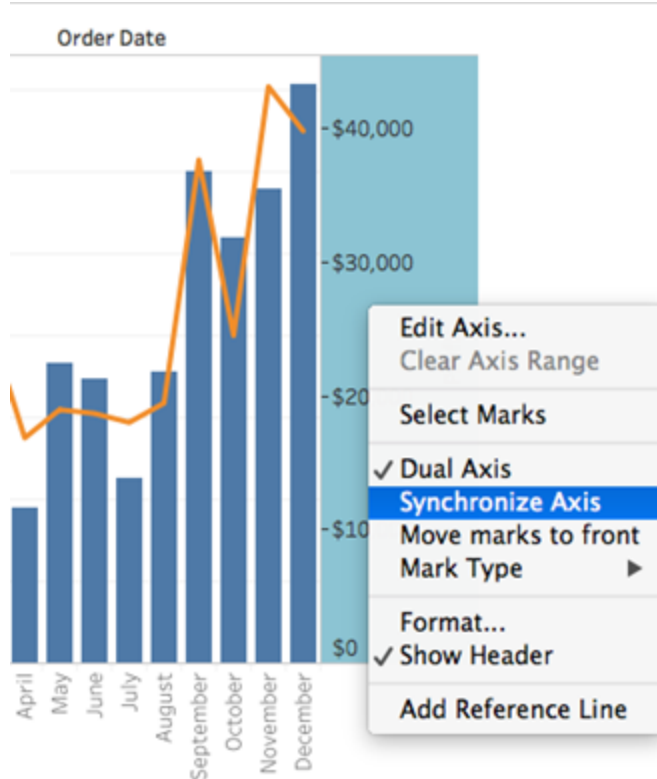 Order Date
$40,000
$30,000
$20
$10
$0
April
May
June
July
August
September
October
November
December
Edit Axis...
Clear Axis Range
Select Marks
✓ Dual Axis
Synchronize Axis
Move marks to front
Mark Type ▶
Format...
✓ Show Header
Add Reference Line